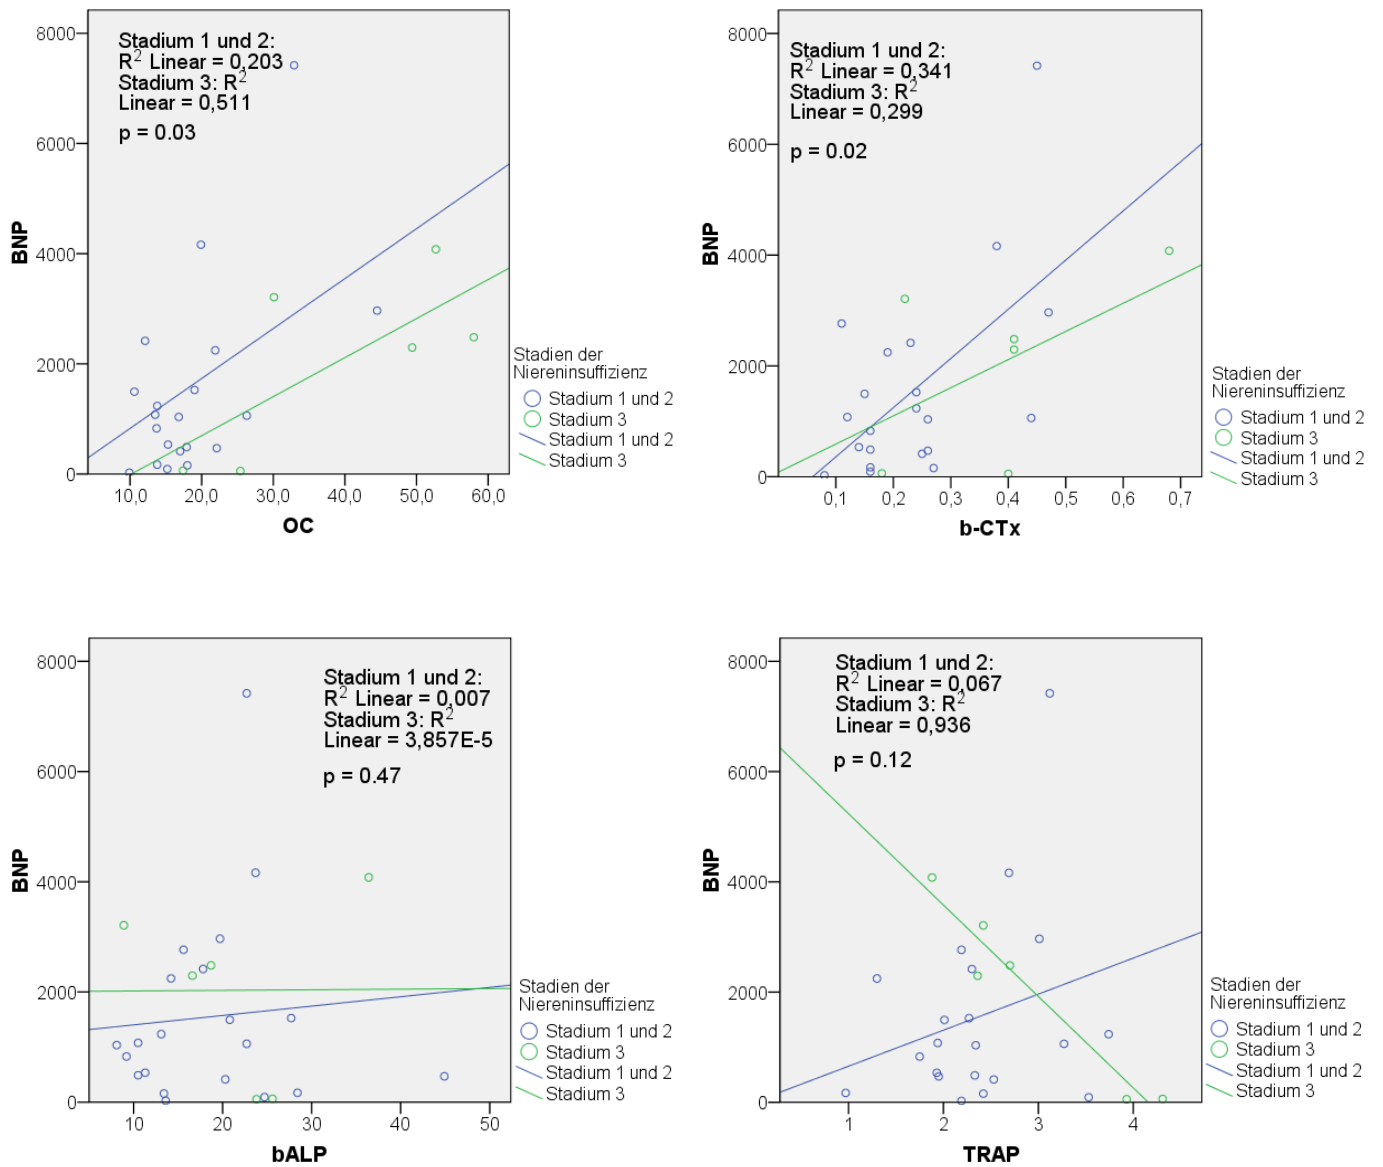 8000
6000
4000
2000
0
BNP
Stadium 1 und 2:
R² Linear = 0,203
Stadium 3: R²
Linear = 0,511
p = 0.03
10,0 20,0 30,0 40,0 50,0 60,0
OC
Stadien der
Niereninsuffizienz
Stadium 1 und 2
Stadium 3
Stadium 1 und 2
Stadium 3
8000
6000
4000
2000
0
BNP
Stadium 1 und 2:
R² Linear = 0,341
Stadium 3: R²
Linear = 0,299
p = 0.02
0,1 0,2 0,3 0,4 0,5 0,6 0,7
b-CTx
Stadien der
Niereninsuffizienz
Stadium 1 und 2
Stadium 3
Stadium 1 und 2
Stadium 3
8000
6000
4000
2000
0
BNP
Stadium 1 und 2:
R² Linear = 0,007
Stadium 3: R²
Linear = 3,857E-5
p = 0.47
10 20 30 40 50
bALP
Stadien der
Niereninsuffizienz
Stadium 1 und 2
Stadium 3
Stadium 1 und 2
Stadium 3
8000
6000
4000
2000
0
BNP
Stadium 1 und 2:
R² Linear = 0,067
Stadium 3: R²
Linear = 0,936
p = 0.12
1 2 3 4
TRAP
Stadien der
Niereninsuffizienz
Stadium 1 und 2
Stadium 3
Stadium 1 und 2
Stadium 3